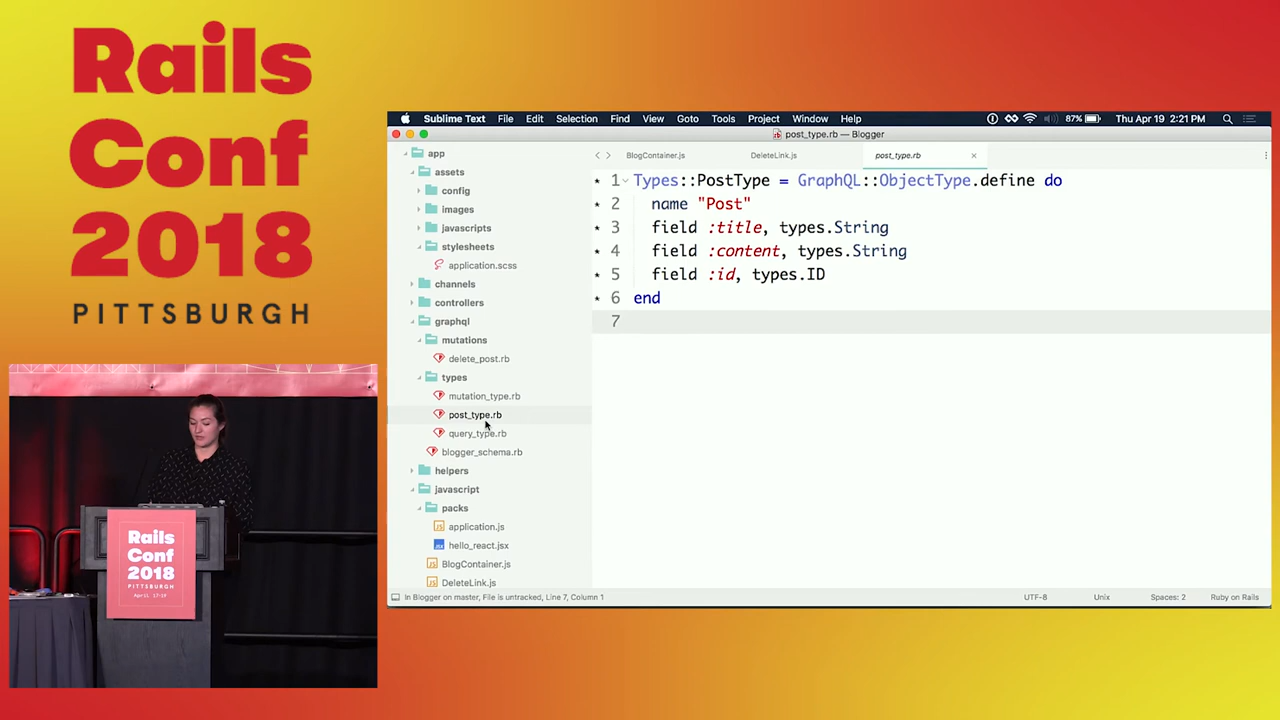 Rails
Conf
2018
PITTSBURGH
Sublime Text File Edit Selection Find View Goto Tools Project Window Help 87% Thu Apr 19 2:21 PM
post_type.rb — Blogger
app
assets
config
images
javascripts
stylesheets
application.scss
channels
controllers
graphql
mutations
delete_post.rb
types
mutation_type.rb
post_type.rb
query_type.rb
blogger_schema.rb
helpers
javascript
packs
application.js
hello_react.jsx
BlogContainer.js
DeleteLink.js
BlogContainer.js DeleteLink.js post_type.rb
1 Types::PostType = GraphQL::ObjectType.define do
2 name "Post"
3 field :title, types.String
4 field :content, types.String
5 field :id, types.ID
6 end
7
In Blogger on master, File is untracked, Line 7, Column 1 UTF-8 Unix Spaces: 2 Ruby on Rails
Rails
Conf
2018
PITTSBURGH
April 17-19